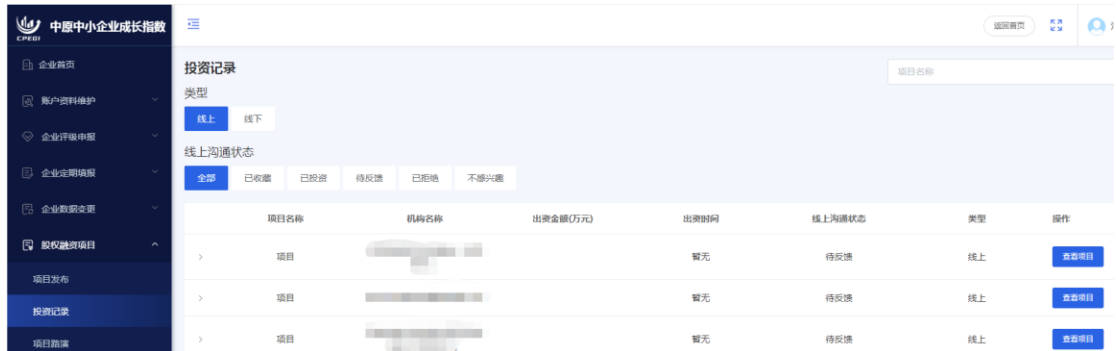 中原中小企业成长指数
CPEGI
返回首页
企业首页
账户资料维护
企业评级申报
企业定期填报
企业数据变更
股权融资项目
项目发布
投资记录
项目路演
投资记录
项目名称
类型
线上 线下
线上沟通状态
全部 已收藏 已投资 待反馈 已拒绝 不感兴趣
项目名称 机构名称 出资金额(万元) 出资时间 线上沟通状态 类型 操作
项目 暂无 待反馈 线上 查看项目
项目 暂无 待反馈 线上 查看项目
项目 暂无 待反馈 线上 查看项目